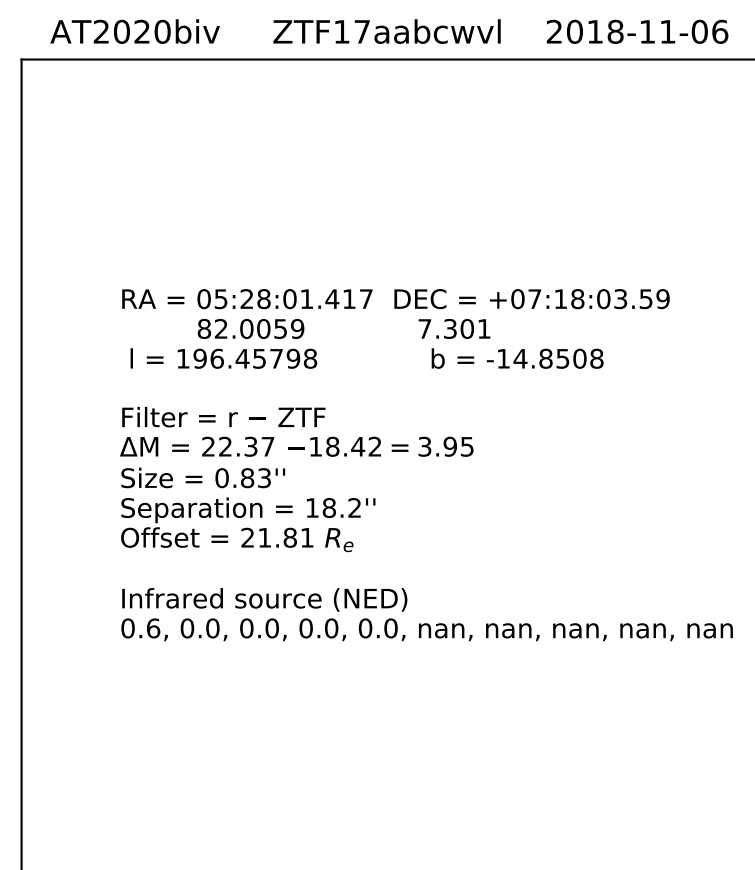 AT2020biv ZTF17aabcwvl 2018-11-06
RA = 05:28:01.417 DEC = +07:18:03.59
82.0059 7.301
l = 196.45798 b = -14.8508
Filter = r − ZTF
ΔM = 22.37 −18.42 = 3.95
Size = 0.83''
Separation = 18.2''
Offset = 21.81 Rₑ
Infrared source (NED)
0.6, 0.0, 0.0, 0.0, 0.0, nan, nan, nan, nan, nan